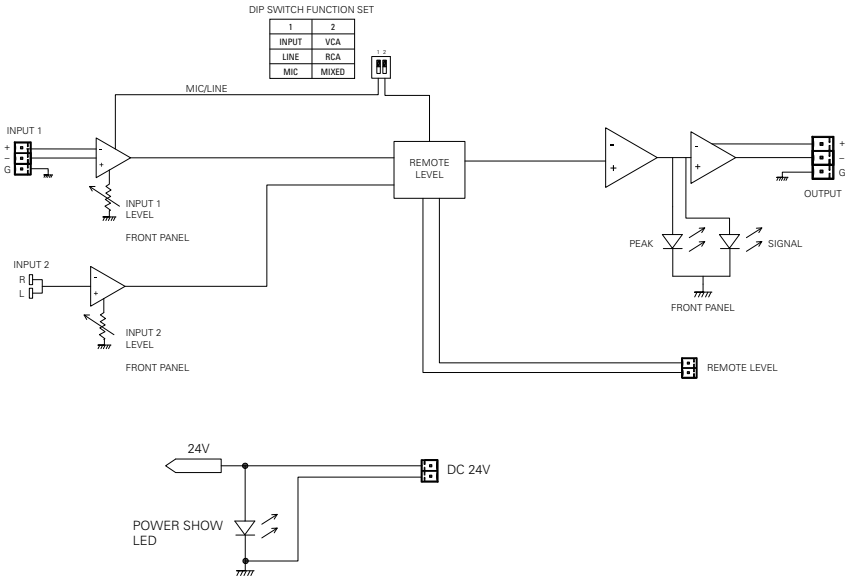 DIP SWITCH FUNCTION SET
1 2
INPUT VCA
LINE RCA
MIC MIXED
1 2
MIC/LINE
INPUT 1
+
−
G
-
+
INPUT 1
LEVEL
FRONT PANEL
REMOTE
LEVEL
-
+
-
+
+
−
G
OUTPUT
PEAK
SIGNAL
FRONT PANEL
INPUT 2
R
L
-
+
INPUT 2
LEVEL
FRONT PANEL
REMOTE LEVEL
24V
DC 24V
POWER SHOW
LED